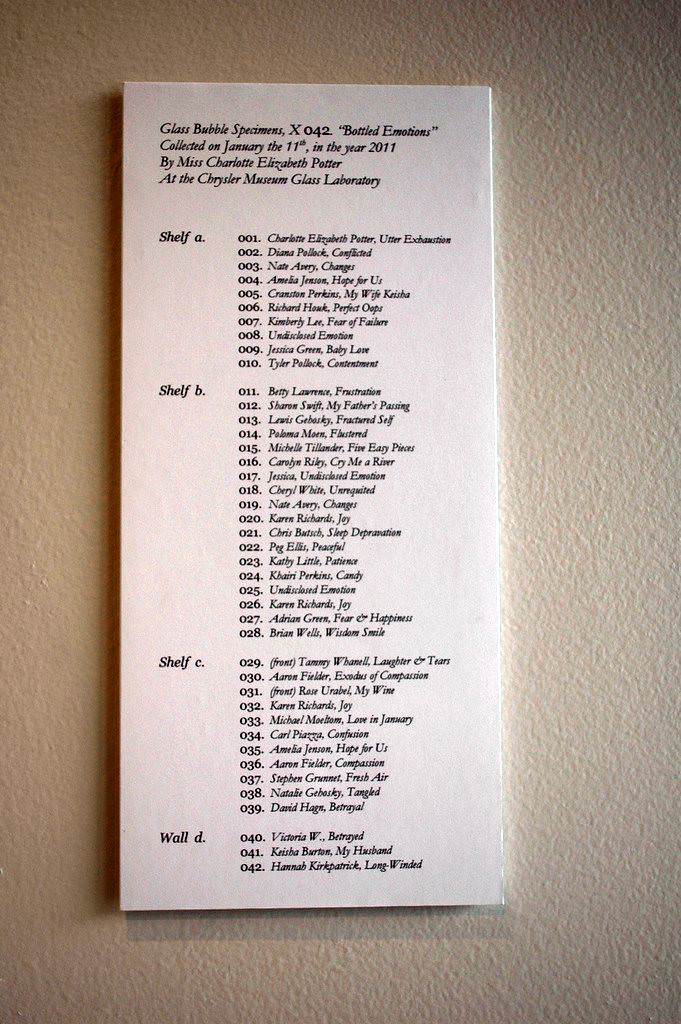 Glass Bubble Specimens, X 042 "Bottled Emotions"
Collected on January the 11th, in the year 2011
By Miss Charlotte Elizabeth Potter
At the Chrysler Museum Glass Laboratory
Shelf a. 001. Charlotte Elizabeth Potter, Utter Exhaustion
002. Diana Pollock, Conflicted
003. Nate Avery, Changes
004. Amelia Jenson, Hope for Us
005. Cranston Perkins, My Wife Keisha
006. Richard Houk, Perfect Oops
007. Kimberly Lee, Fear of Failure
008. Undisclosed Emotion
009. Jessica Green, Baby Love
010. Tyler Pollock, Contentment
Shelf b. 011. Betty Lawrence, Frustration
012. Sharon Swift, My Father's Passing
013. Lewis Gehosky, Fractured Self
014. Poloma Moen, Flustered
015. Michelle Tillander, Five Easy Pieces
016. Carolyn Riley, Cry Me a River
017. Jessica, Undisclosed Emotion
018. Cheryl White, Unrequited
019. Nate Avery, Changes
020. Karen Richards, Joy
021. Chris Butsch, Sleep Depravation
022. Peg Ellis, Peaceful
023. Kathy Little, Patience
024. Khairi Perkins, Candy
025. Undisclosed Emotion
026. Karen Richards, Joy
027. Adrian Green, Fear & Happiness
028. Brian Wells, Wisdom Smile
Shelf c. 029. (front) Tammy Whanell, Laughter & Tears
030. Aaron Fielder, Exodus of Compassion
031. (front) Rose Urabel, My Wine
032. Karen Richards, Joy
033. Michael Moeltom, Love in January
034. Carl Piazza, Confusion
035. Amelia Jenson, Hope for Us
036. Aaron Fielder, Compassion
037. Stephen Grunnet, Fresh Air
038. Natalie Gehosky, Tangled
039. David Hagn, Betrayal
Wall d. 040. Victoria W., Betrayed
041. Keisha Burton, My Husband
042. Hannah Kirkpatrick, Long-Winded